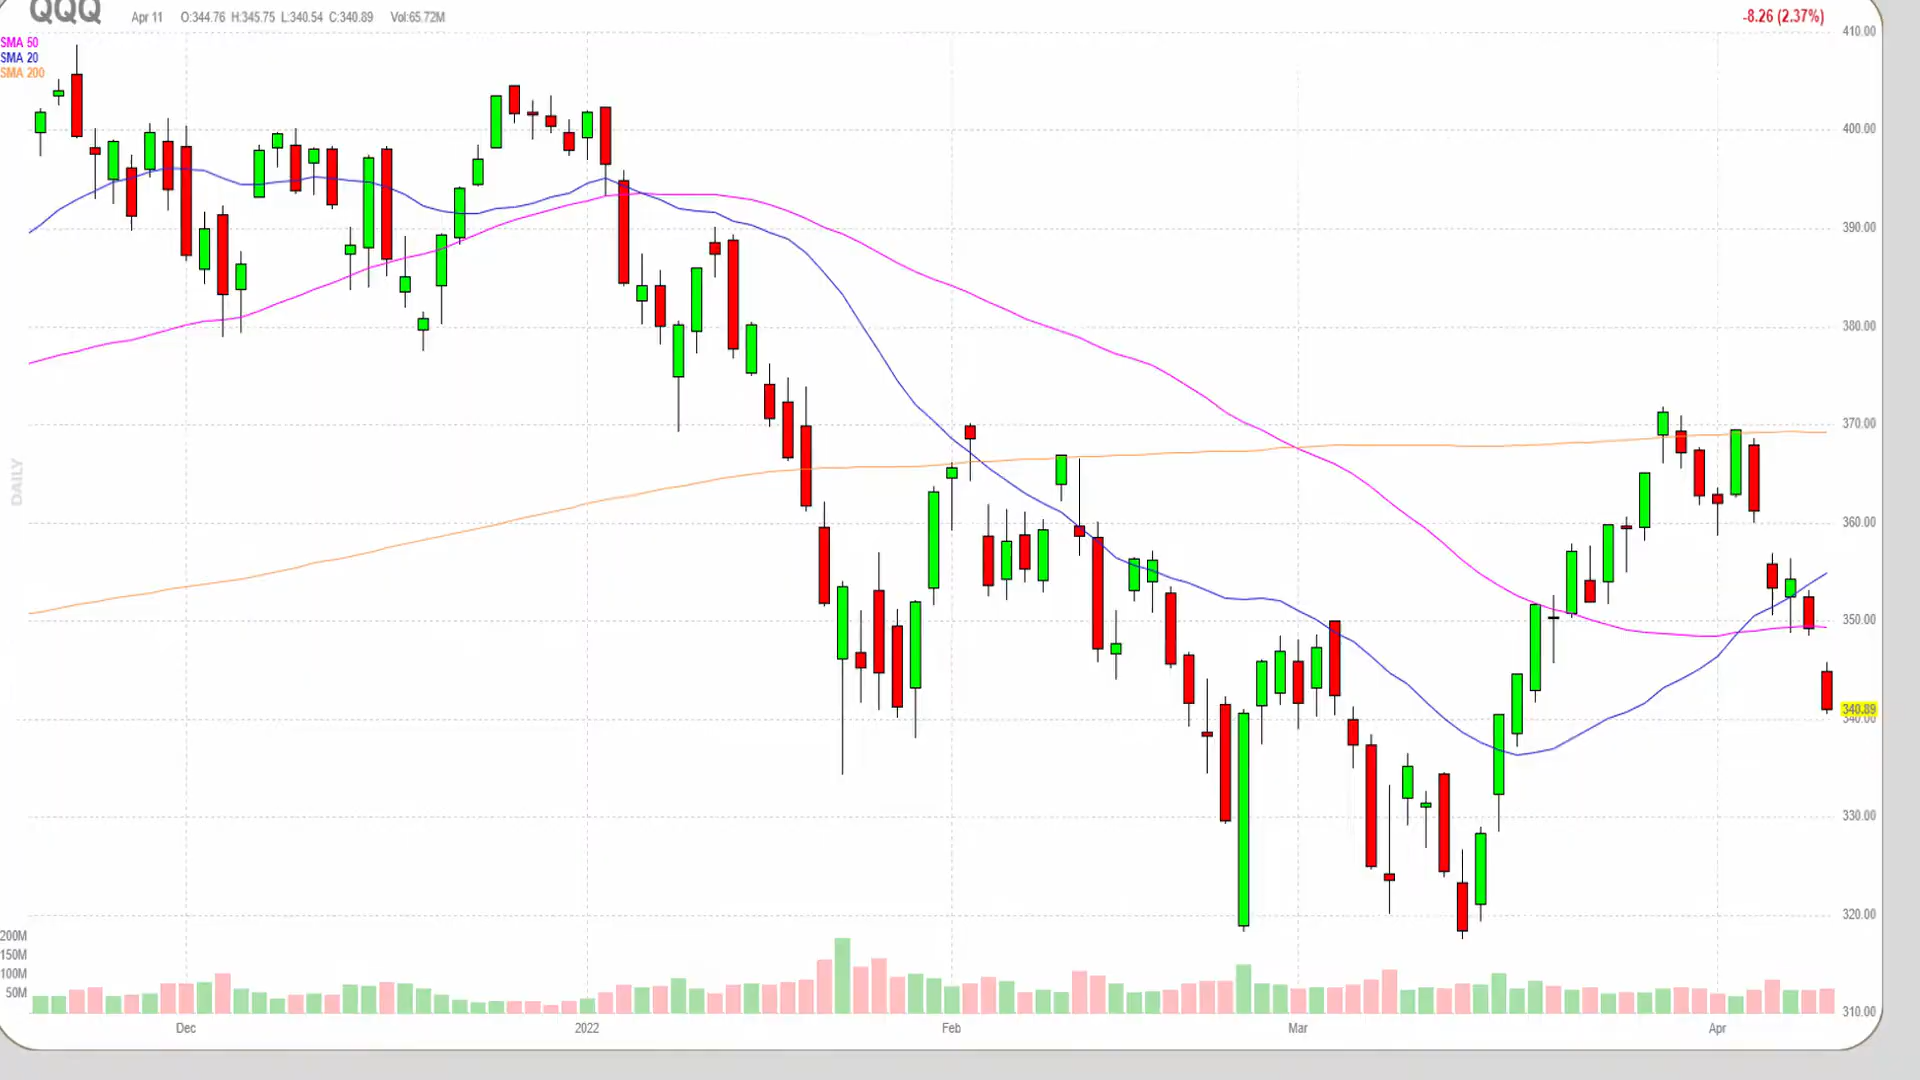 QQQ Apr 11 O:344.76 H:345.75 L:340.54 C:340.89 Vol:65.72M -8.26 (2.37%)
SMA 50
SMA 20
SMA 200
410.00
400.00
390.00
380.00
370.00
360.00
350.00
340.89
340.00
330.00
320.00
310.00
DAILY
200M
150M
100M
50M
Dec 2022 Feb Mar Apr